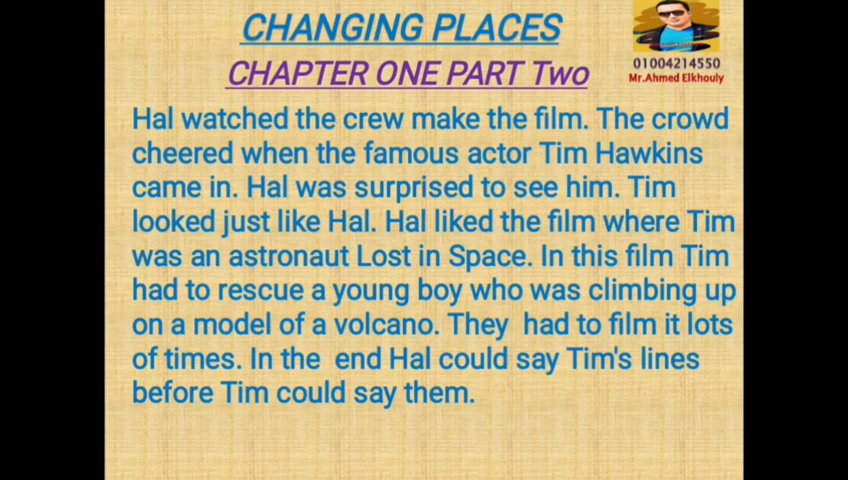 CHANGING PLACES
CHAPTER ONE PART Two
01004214550
Mr.Ahmed Elkhouly
Hal watched the crew make the film. The crowd
cheered when the famous actor Tim Hawkins
came in. Hal was surprised to see him. Tim
looked just like Hal. Hal liked the film where Tim
was an astronaut Lost in Space. In this film Tim
had to rescue a young boy who was climbing up
on a model of a volcano. They had to film it lots
of times. In the end Hal could say Tim's lines
before Tim could say them.